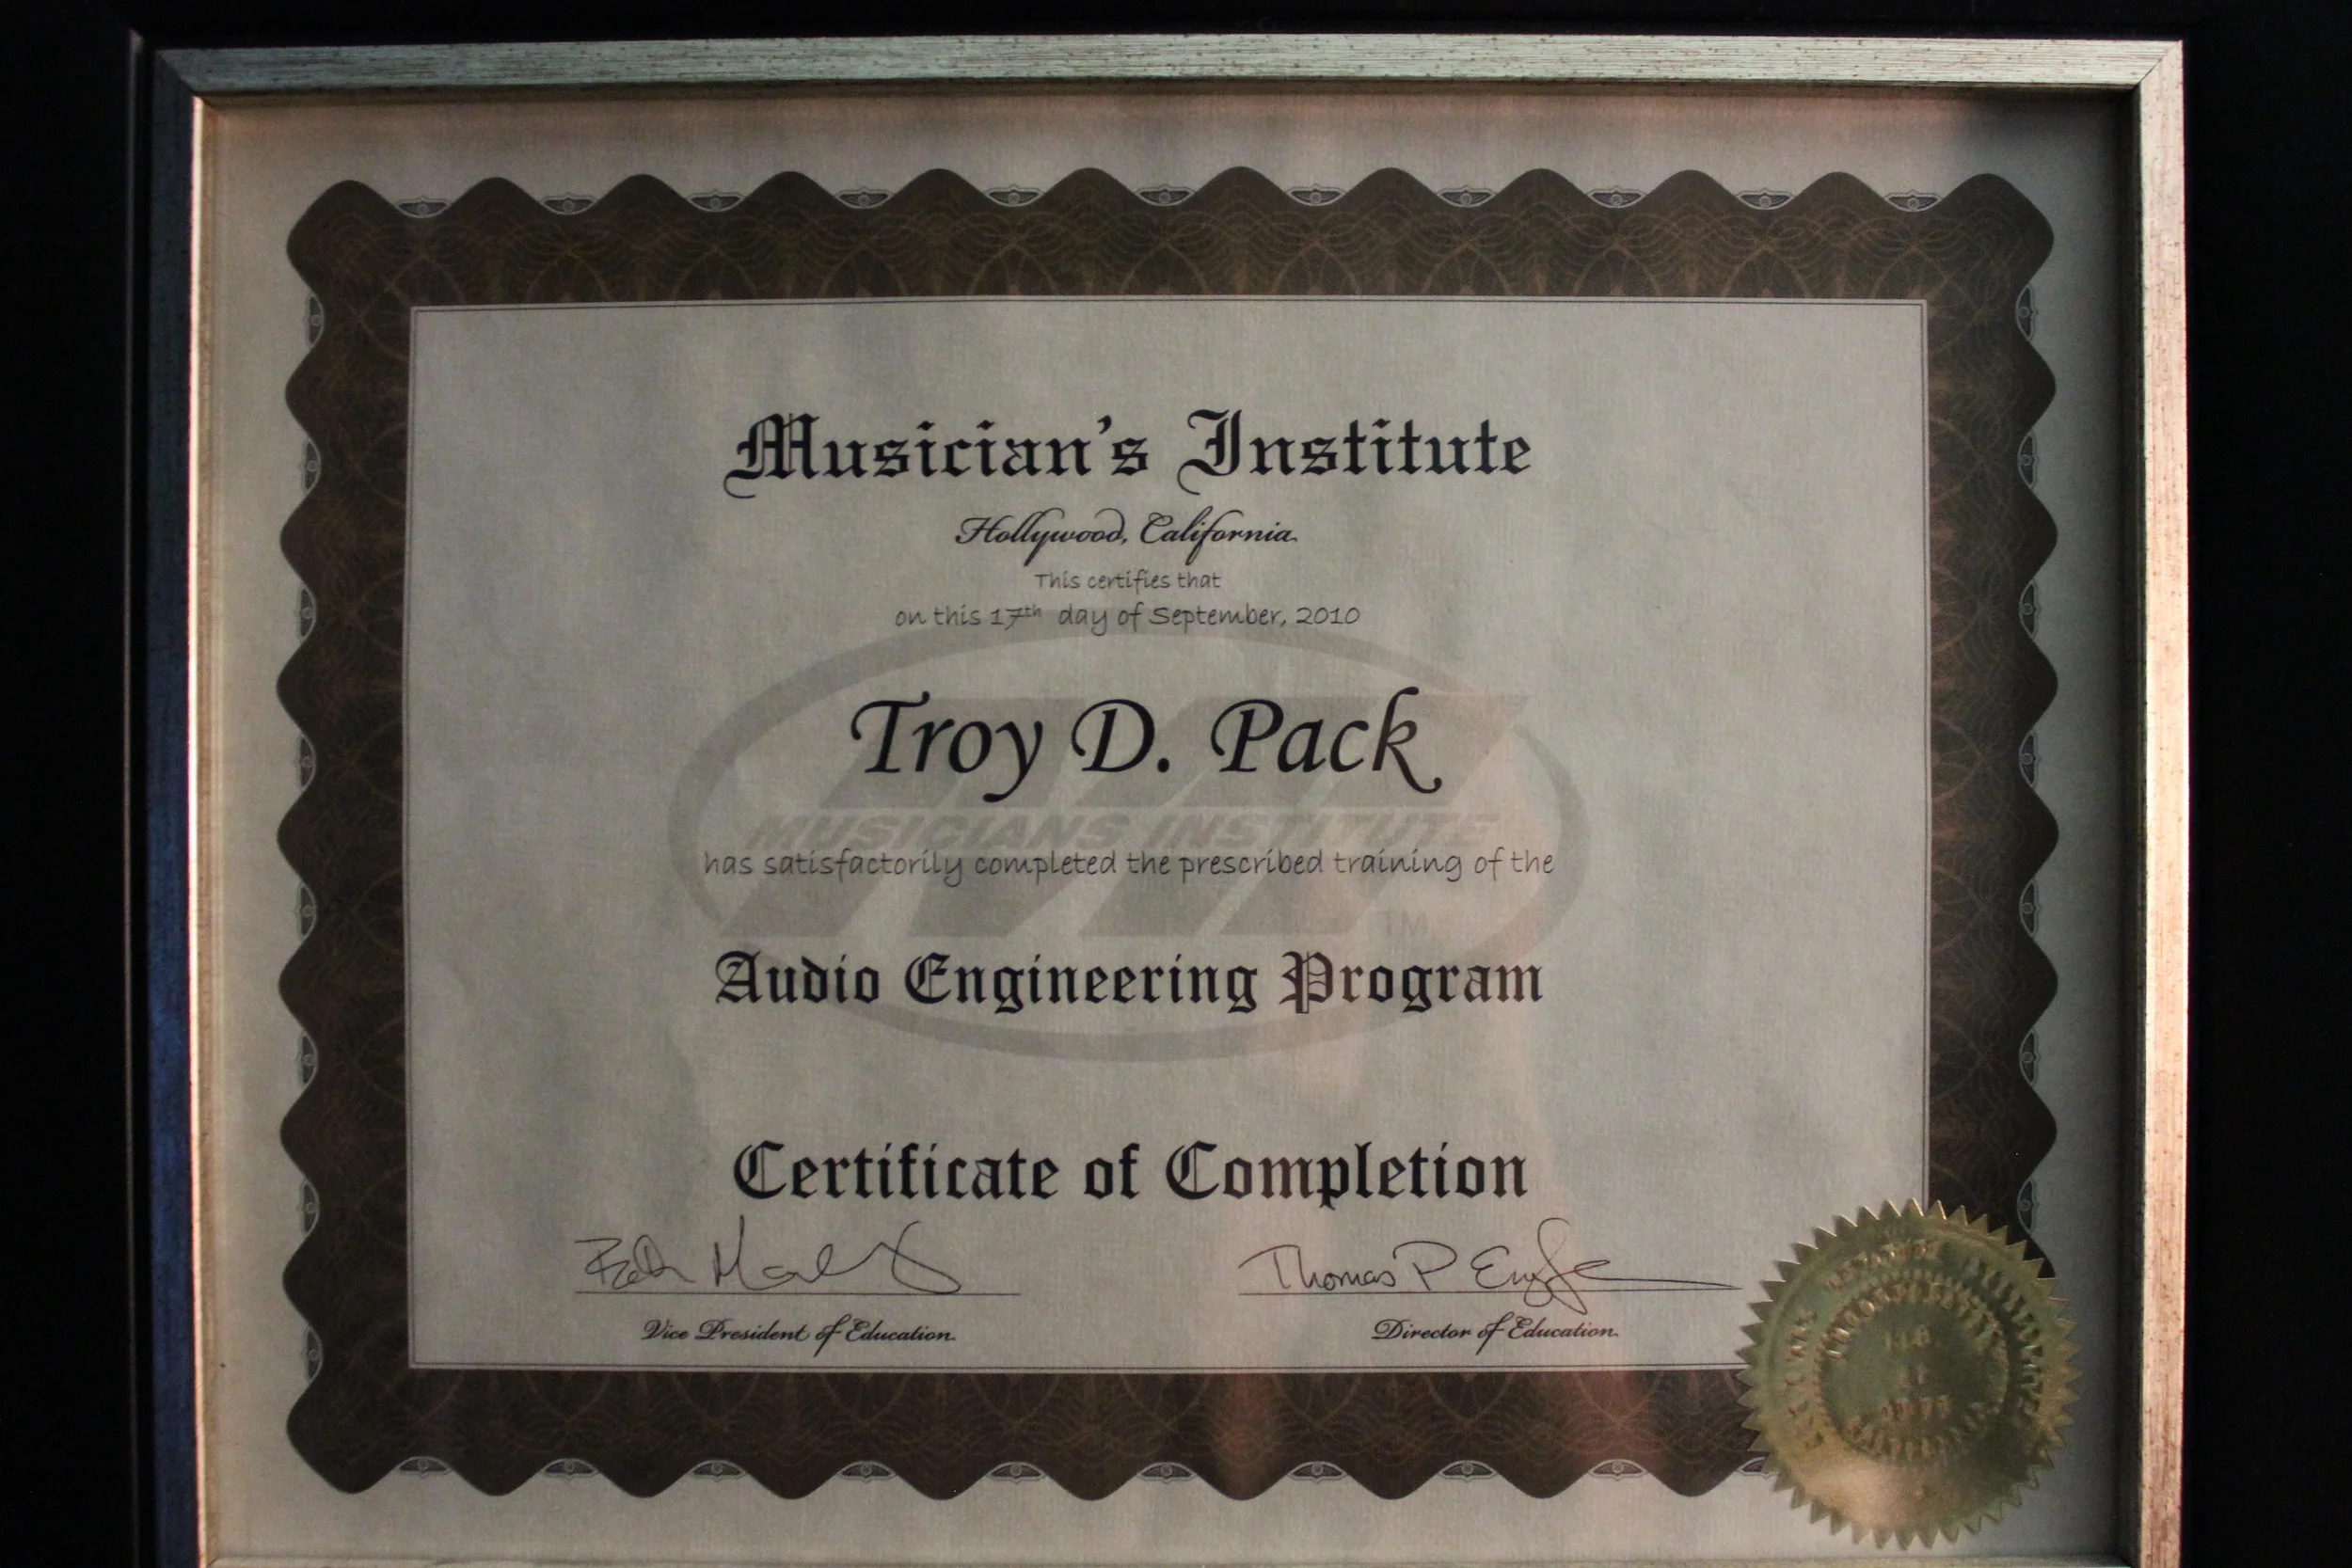 Musician's Institute
Hollywood, California
This certifies that
on this 17th day of September, 2010
Troy D. Pack
MUSICIANS INSTITUTE
has satisfactorily completed the prescribed training of the
TM
Audio Engineering Program
Certificate of Completion
Thomas P
Vice President of Education
Director of Education